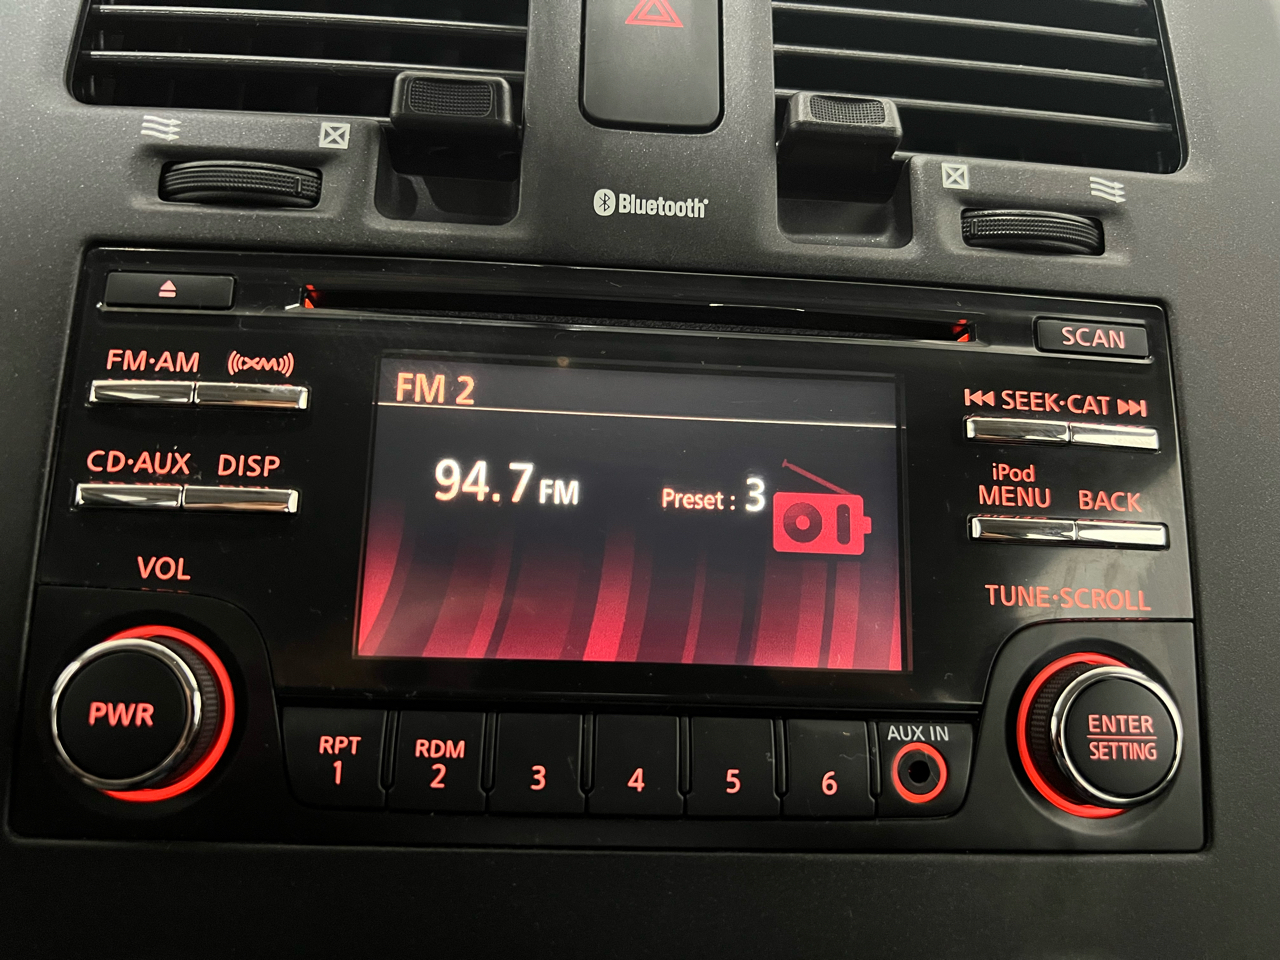 Bluetooth
SCAN
FM·AM XM
SEEK·CAT
FM 2
CD·AUX DISP
94.7 FM Preset : 3
iPod
MENU BACK
VOL
TUNE·SCROLL
PWR
RPT
1
RDM
2
3
4
5
6
AUX IN
ENTER
SETTING